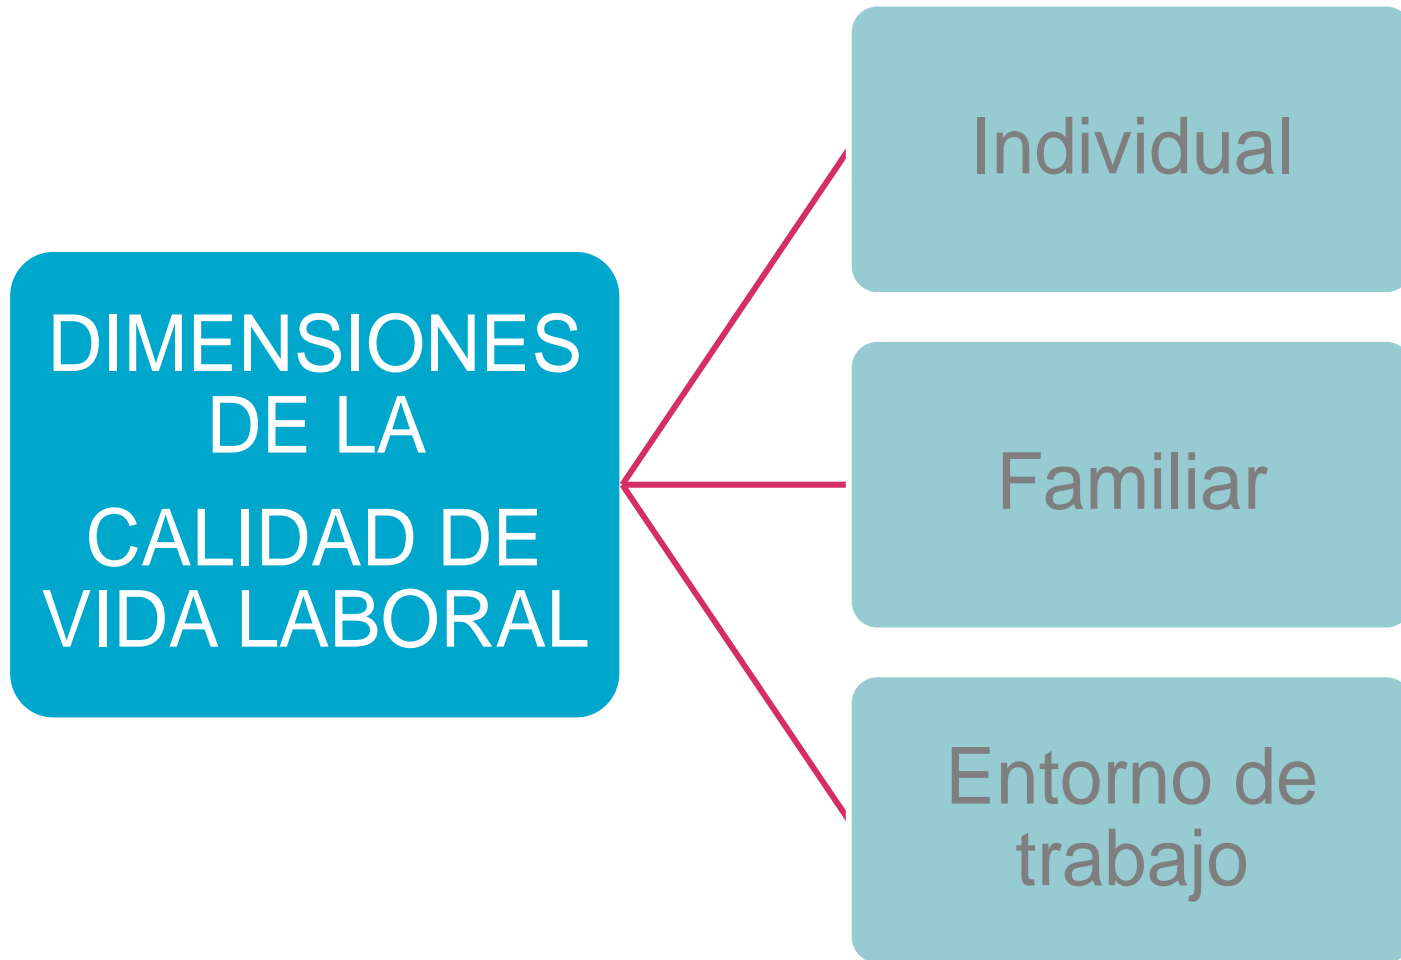 DIMENSIONES
DE LA
CALIDAD DE
VIDA LABORAL
Individual
Familiar
Entorno de
trabajo